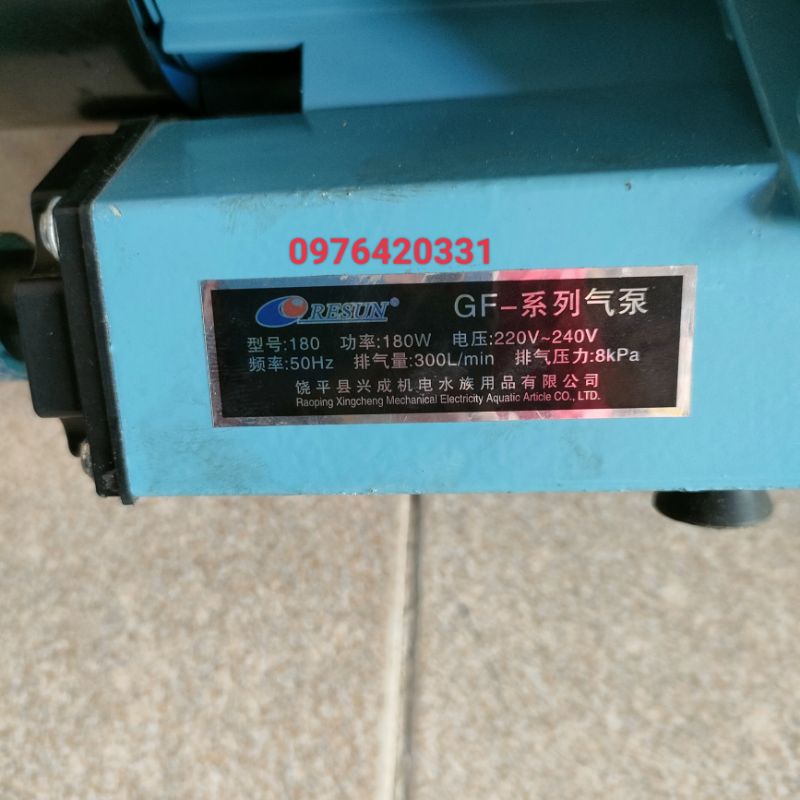 0976420331
RESUN® GF-系列气泵
型号:180 功率:180W 电压:220V~240V
频率:50Hz 排气量:300L/min 排气压力:8kPa
饶平县兴成机电水族用品有限公司
Raoping Xingcheng Mechanical Electricity Aquatic Article CO., LTD.